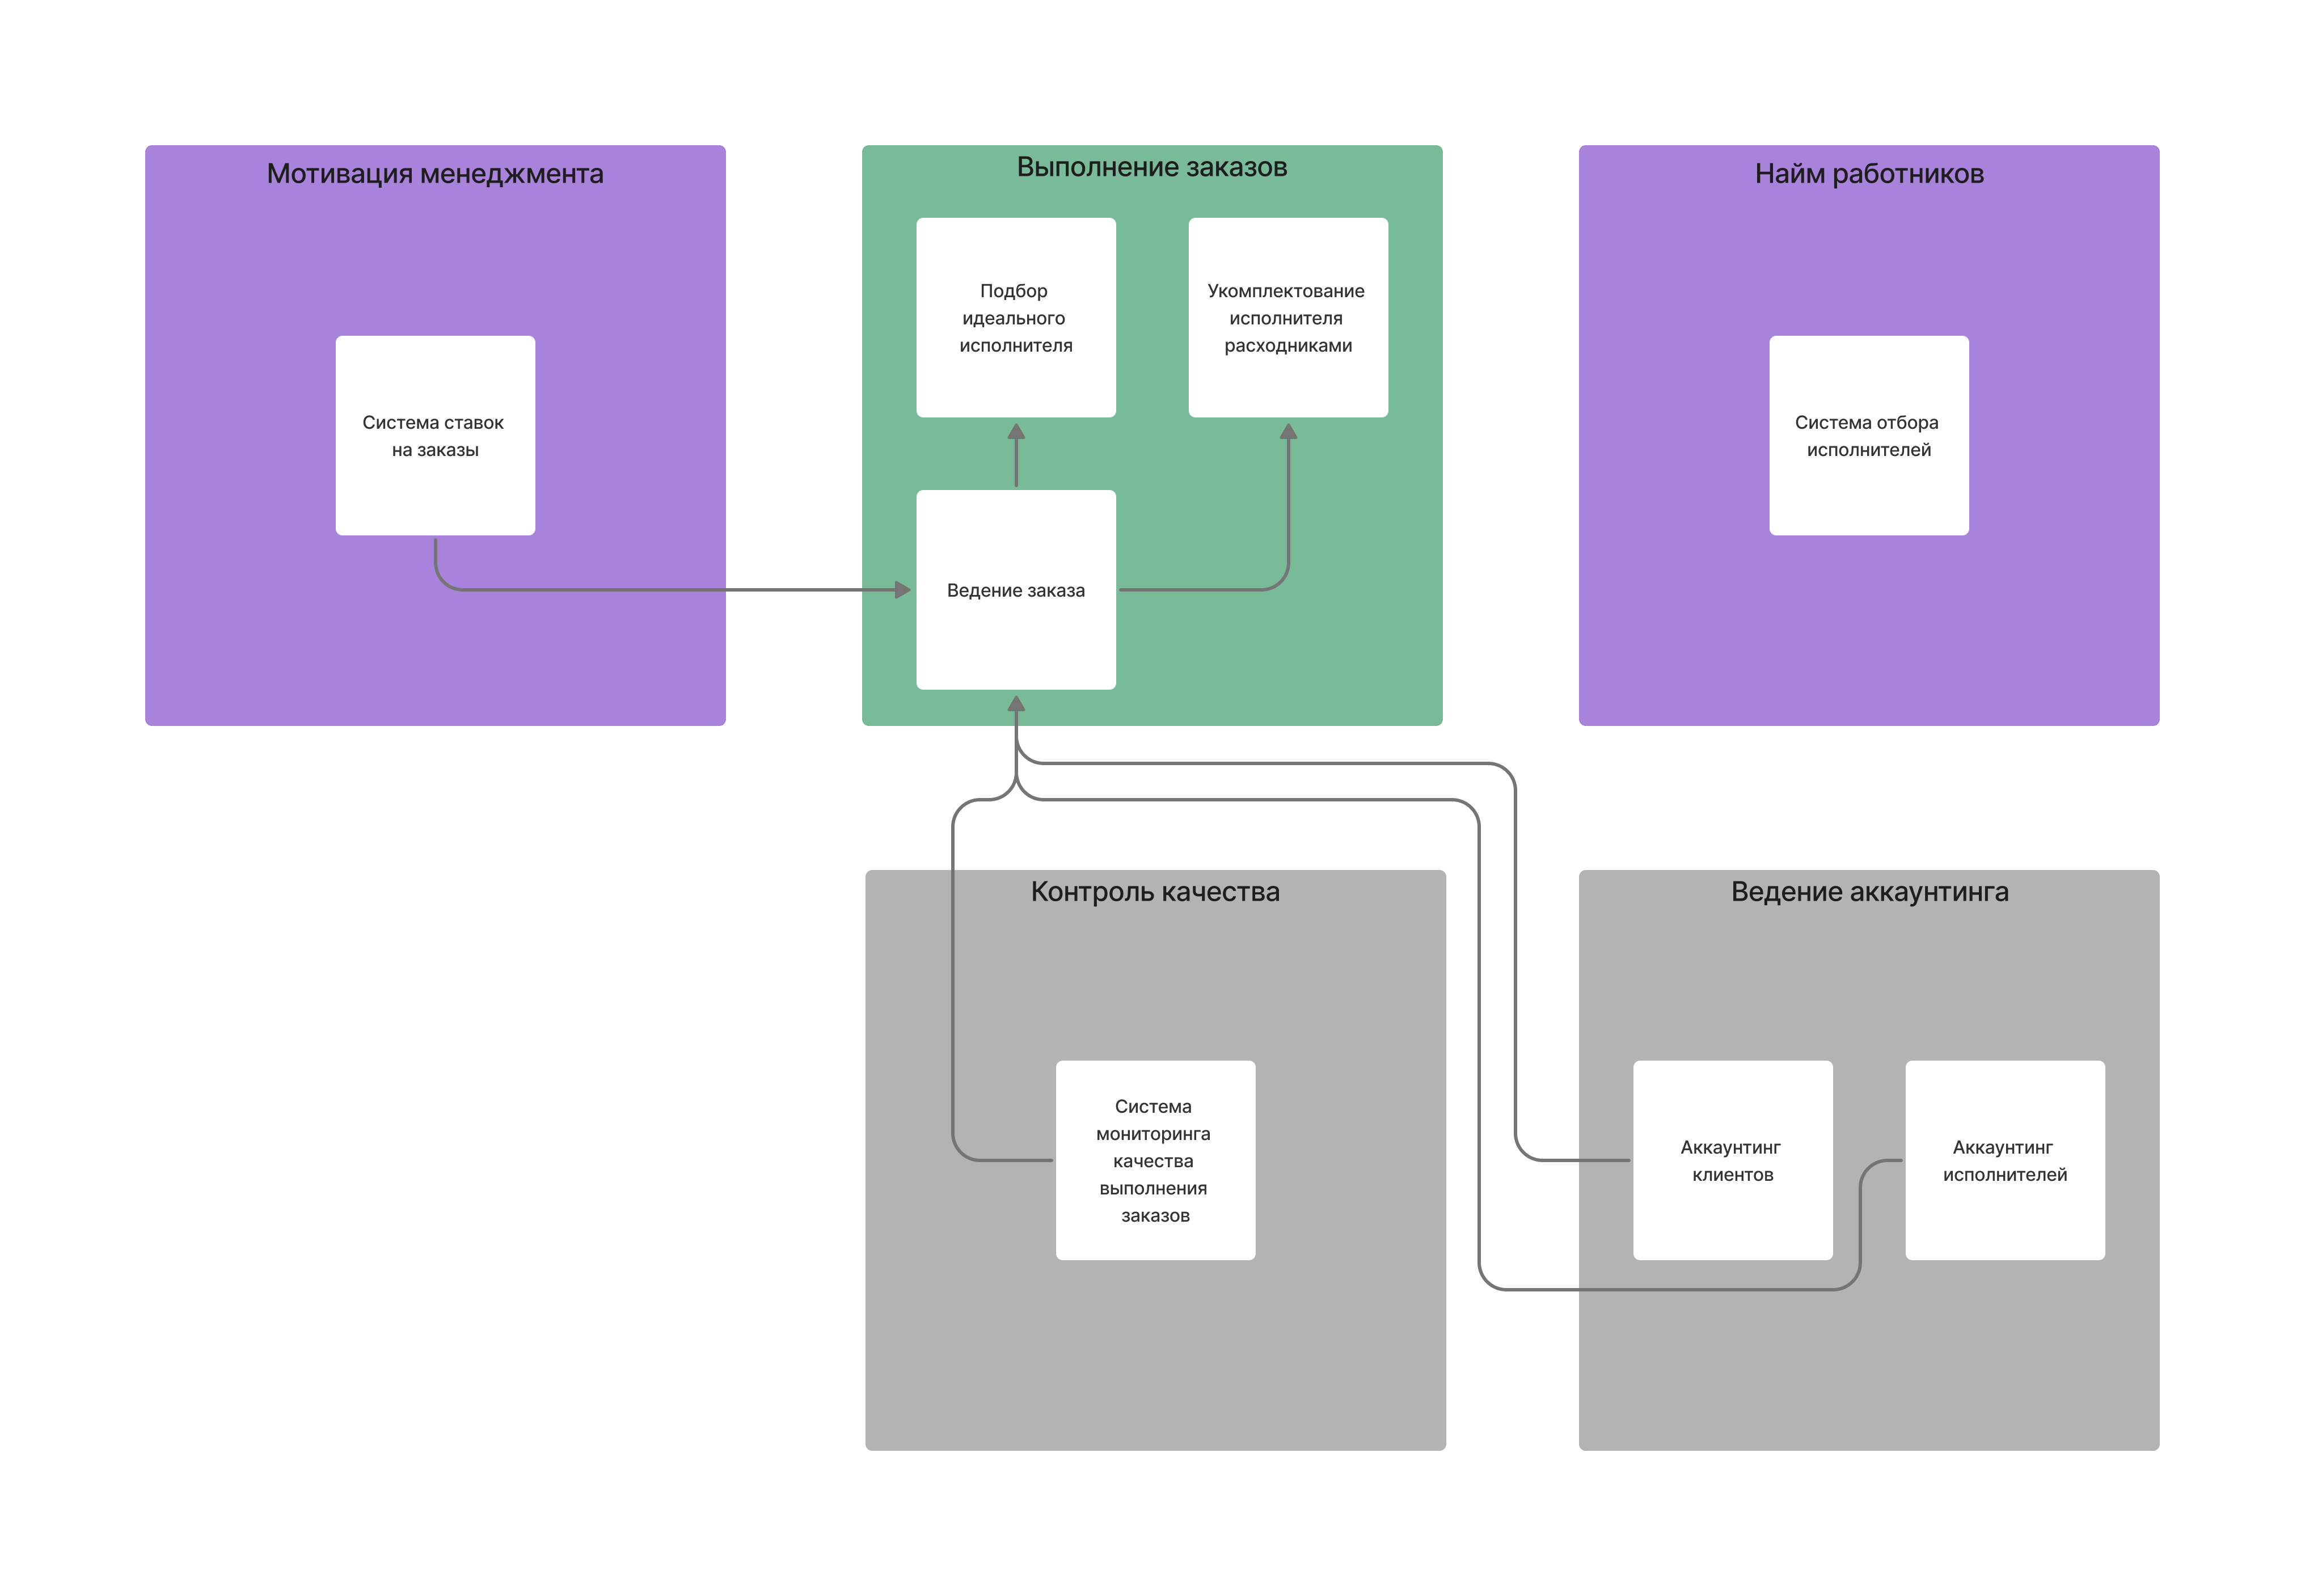 Мотивация менеджмента
Система ставок
на заказы
Выполнение заказов
Подбор
идеального
исполнителя
Укомплектование
исполнителя
расходниками
Ведение заказа
Найм работников
Система отбора
исполнителей
Контроль качества
Система
мониторинга
качества
выполнения
заказов
Ведение аккаунтинга
Аккаунтинг
клиентов
Аккаунтинг
исполнителей